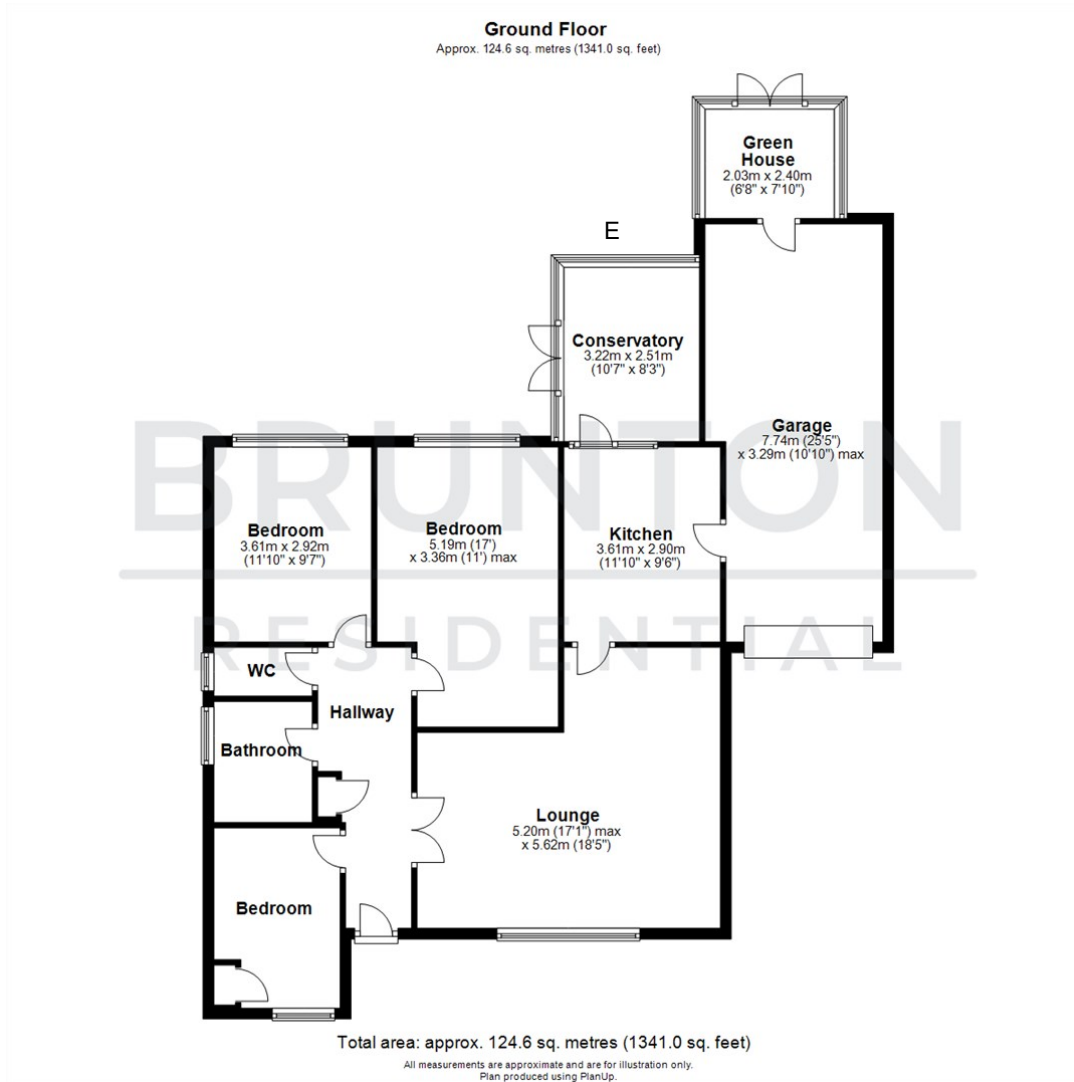 Ground Floor
Approx. 124.6 sq. metres (1341.0 sq. feet)
Green
House
2.03m x 2.40m
(6'8" x 7'10")
E
Conservatory
3.22m x 2.51m
(10'7" x 8'3")
Garage
7.74m (25'5")
x 3.29m (10'10") max
BRUNTON
RESIDENTIAL
Bedroom
3.61m x 2.92m
(11'10" x 9'7")
Bedroom
5.19m (17')
x 3.36m (11') max
Kitchen
3.61m x 2.90m
(11'10" x 9'6")
WC
Hallway
Bathroom
Lounge
5.20m (17'1") max
x 5.62m (18'5")
Bedroom
Total area: approx. 124.6 sq. metres (1341.0 sq. feet)
All measurements are approximate and are for illustration only.
Plan produced using PlanUp.